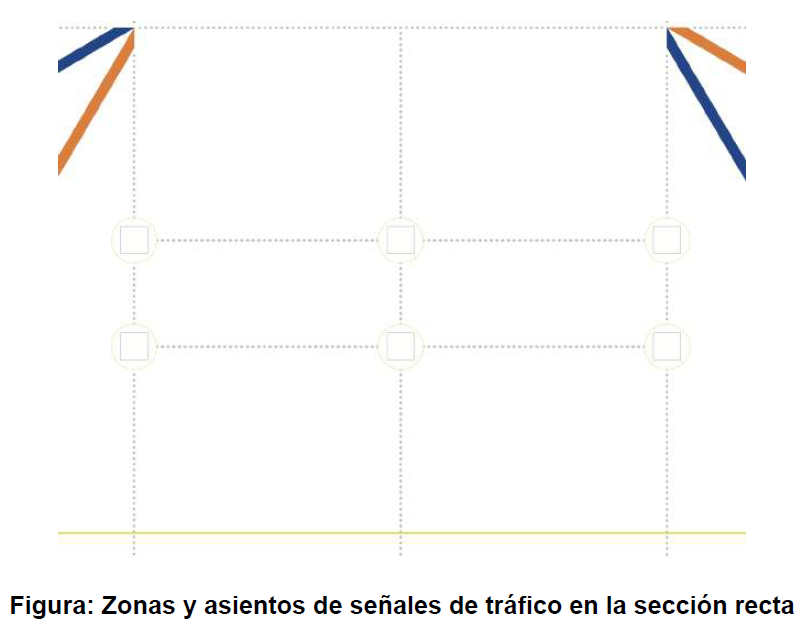 Figura: Zonas y asientos de señales de tráfico en la sección recta